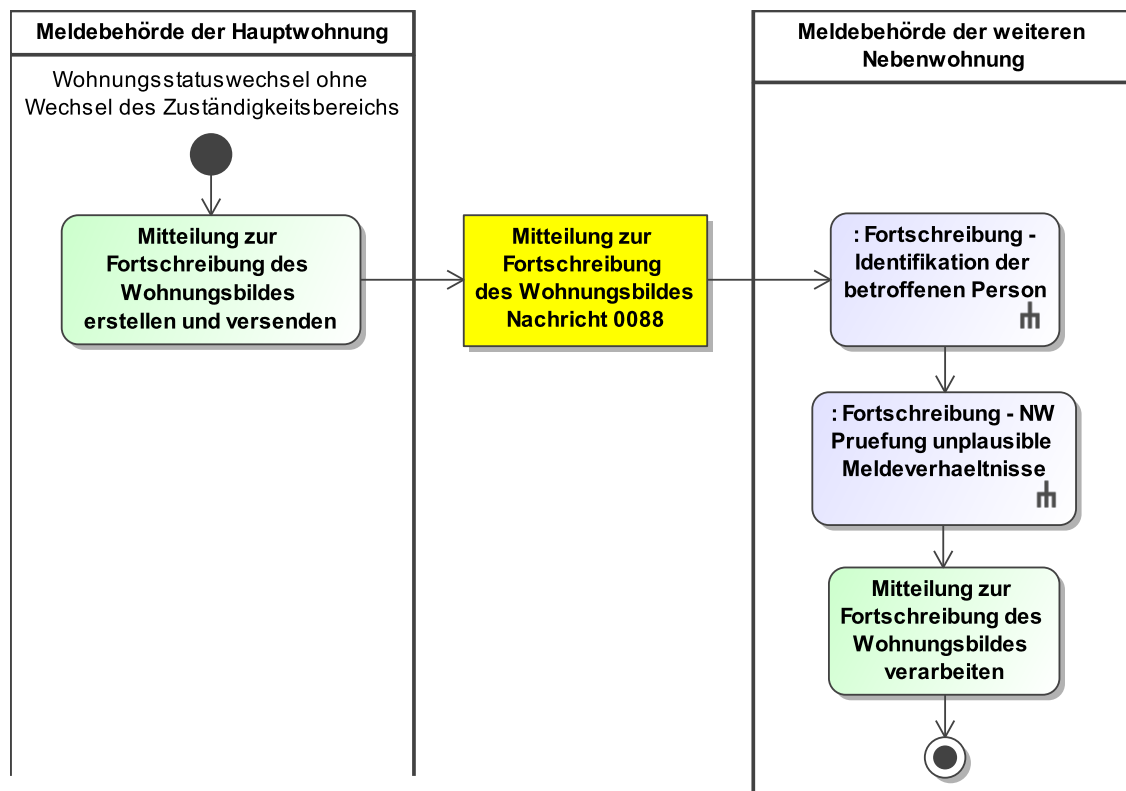 Meldebehörde der Hauptwohnung
Wohnungsstatuswechsel ohne
Wechsel des Zuständigkeitsbereichs
Mitteilung zur
Fortschreibung des
Wohnungsbildes
erstellen und versenden
Mitteilung zur
Fortschreibung
des Wohnungsbildes
Nachricht 0088
Meldebehörde der weiteren
Nebenwohnung
: Fortschreibung -
Identifikation der
betroffenen Person
: Fortschreibung - NW
Pruefung unplausible
Meldeverhaeltnisse
Mitteilung zur
Fortschreibung des
Wohnungsbildes
verarbeiten